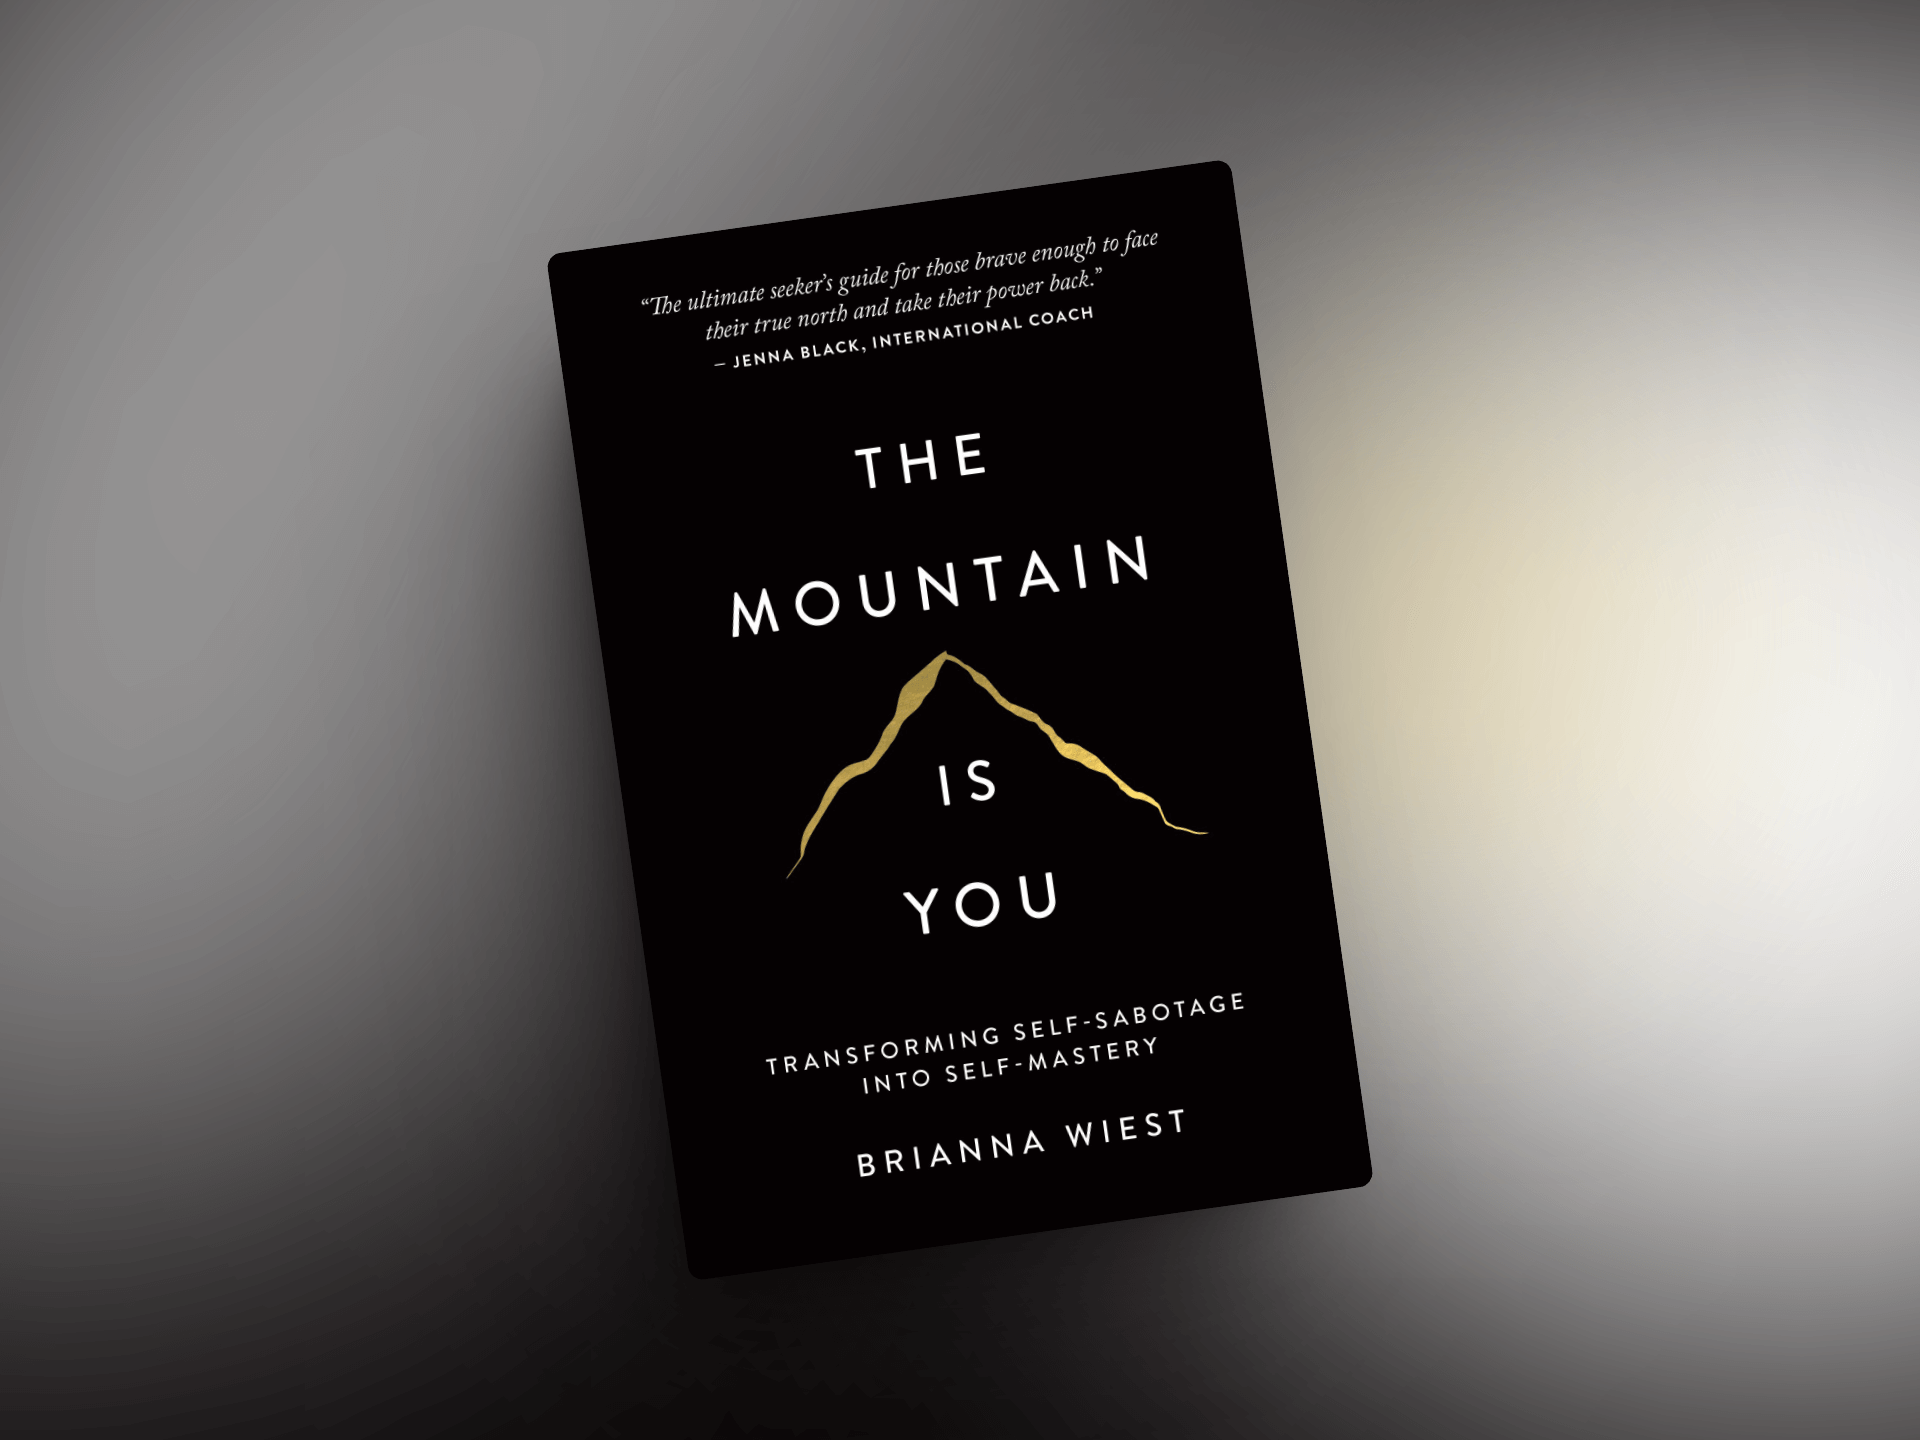 “The ultimate seeker’s guide for those brave enough to face
their true north and take their power back.”
– JENNA BLACK, INTERNATIONAL COACH
THE
MOUNTAIN
IS
YOU
TRANSFORMING SELF-SABOTAGE
INTO SELF-MASTERY
BRIANNA WIEST